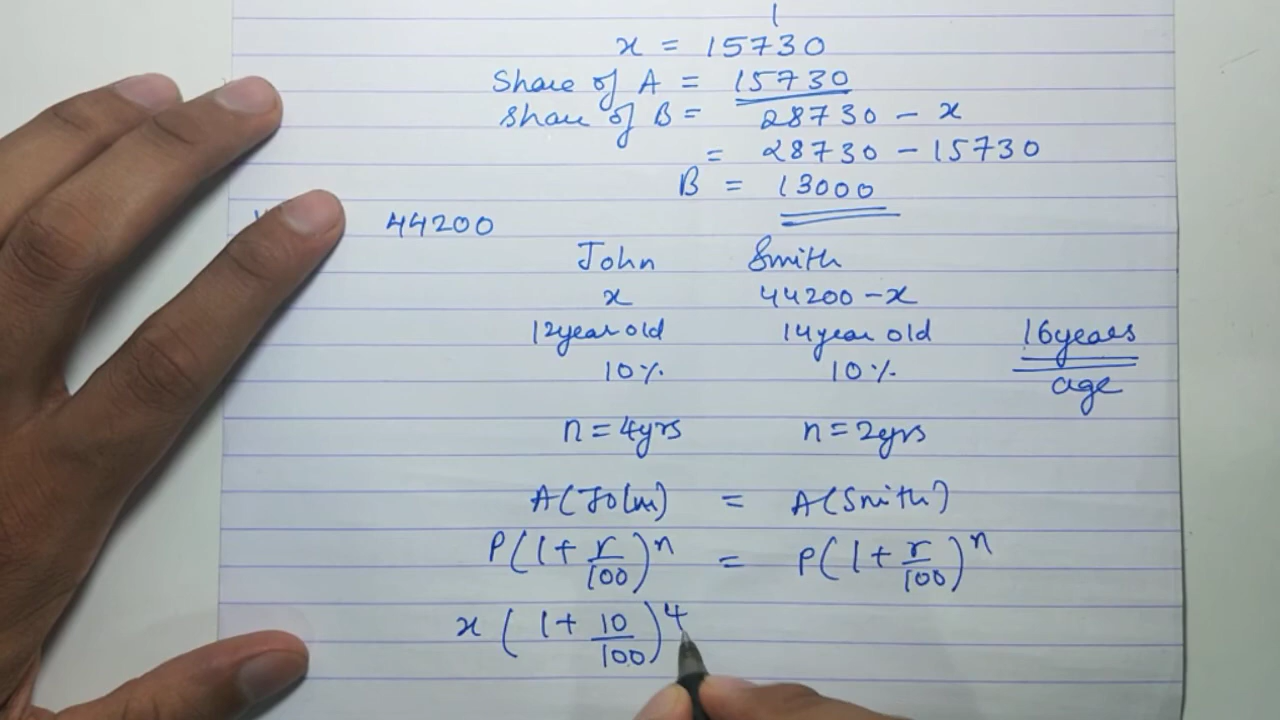 x = 15730
Share of A = 15730
Share of B = 28730 - x
= 28730 - 15730
B = 13000
44200
John Smith
x 44200 - x
12year old 14year old 16years
10% 10% age
n = 4yrs n = 2yrs
A(John) = A(Smith)
P(1 + r/100)^n = P(1 + r/100)^n
x(1 + 10/100)^4